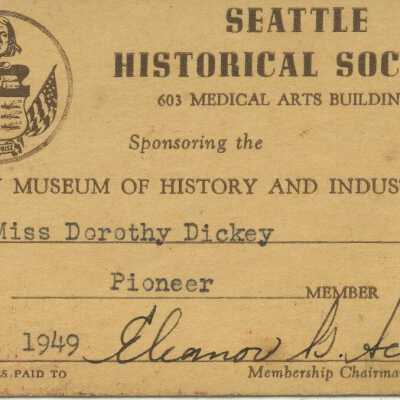 SEATTLE
HISTORICAL SOC
603 MEDICAL ARTS BUILDIN
Sponsoring the
MUSEUM OF HISTORY AND INDUS
Miss Dorothy Dickey
Pioneer MEMBER
1949 Eleanor G.
S PAID TO Membership Chairma